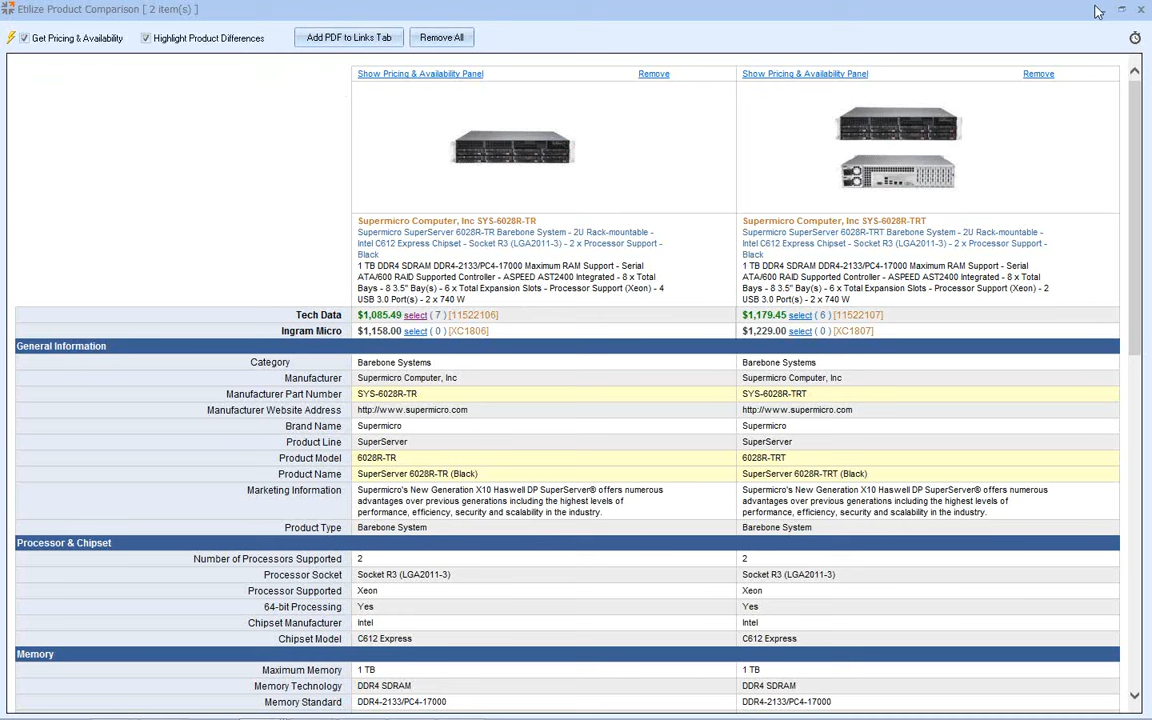 Etilize Product Comparison [ 2 item(s) ]
Get Pricing & Availability Highlight Product Differences Add PDF to Links Tab Remove All
Show Pricing & Availability Panel Remove Show Pricing & Availability Panel Remove
Supermicro Computer, Inc SYS-6028R-TR
Supermicro SuperServer 6028R-TR Barebone System - 2U Rack-mountable -
Intel C612 Express Chipset - Socket R3 (LGA2011-3) - 2 x Processor Support -
Black
1 TB DDR4 SDRAM DDR4-2133/PC4-17000 Maximum RAM Support - Serial
ATA/600 RAID Supported Controller - ASPEED AST2400 Integrated - 8 x Total
Bays - 8 3.5" Bay(s) - 6 x Total Expansion Slots - Processor Support (Xeon) - 4
USB 3.0 Port(s) - 2 x 740 W
Supermicro Computer, Inc SYS-6028R-TRT
Supermicro SuperServer 6028R-TRT Barebone System - 2U Rack-mountable -
Intel C612 Express Chipset - Socket R3 (LGA2011-3) - 2 x Processor Support -
Black
1 TB DDR4 SDRAM DDR4-2133/PC4-17000 Maximum RAM Support - Serial
ATA/600 RAID Supported Controller - ASPEED AST2400 Integrated - 8 x Total
Bays - 8 3.5" Bay(s) - 6 x Total Expansion Slots - Processor Support (Xeon) - 2
USB 3.0 Port(s) - 2 x 740 W
Tech Data $1,085.49 select ( 7 ) [11522106] $1,179.45 select ( 6 ) [11522107]
Ingram Micro $1,158.00 select ( 0 ) [XC1806] $1,229.00 select ( 0 ) [XC1807]
General Information
Category Barebone Systems Barebone Systems
Manufacturer Supermicro Computer, Inc Supermicro Computer, Inc
Manufacturer Part Number SYS-6028R-TR SYS-6028R-TRT
Manufacturer Website Address http://www.supermicro.com http://www.supermicro.com
Brand Name Supermicro Supermicro
Product Line SuperServer SuperServer
Product Model 6028R-TR 6028R-TRT
Product Name SuperServer 6028R-TR (Black) SuperServer 6028R-TRT (Black)
Marketing Information
Supermicro's New Generation X10 Haswell DP SuperServer® offers numerous
advantages over previous generations including the highest levels of
performance, efficiency, security and scalability in the industry.
Supermicro's New Generation X10 Haswell DP SuperServer® offers numerous
advantages over previous generations including the highest levels of
performance, efficiency, security and scalability in the industry.
Product Type Barebone System Barebone System
Processor & Chipset
Number of Processors Supported 2 2
Processor Socket Socket R3 (LGA2011-3) Socket R3 (LGA2011-3)
Processor Supported Xeon Xeon
64-bit Processing Yes Yes
Chipset Manufacturer Intel Intel
Chipset Model C612 Express C612 Express
Memory
Maximum Memory 1 TB 1 TB
Memory Technology DDR4 SDRAM DDR4 SDRAM
Memory Standard DDR4-2133/PC4-17000 DDR4-2133/PC4-17000